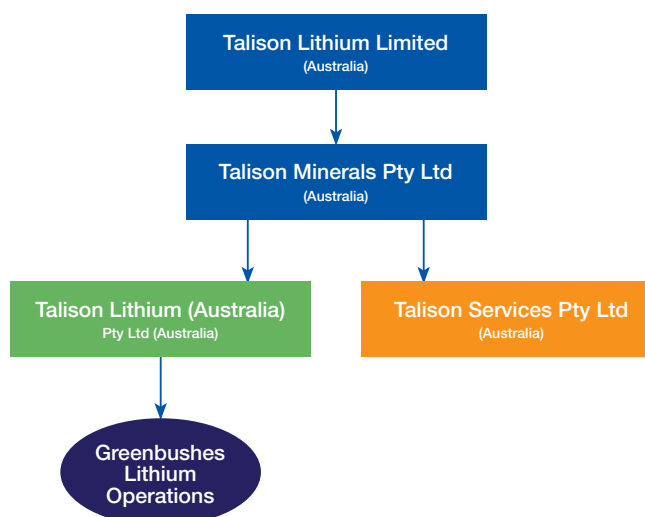 Talison Lithium Limited
(Australia)
Talison Minerals Pty Ltd
(Australia)
Talison Lithium (Australia)
Pty Ltd (Australia)
Talison Services Pty Ltd
(Australia)
Greenbushes
Lithium
Operations